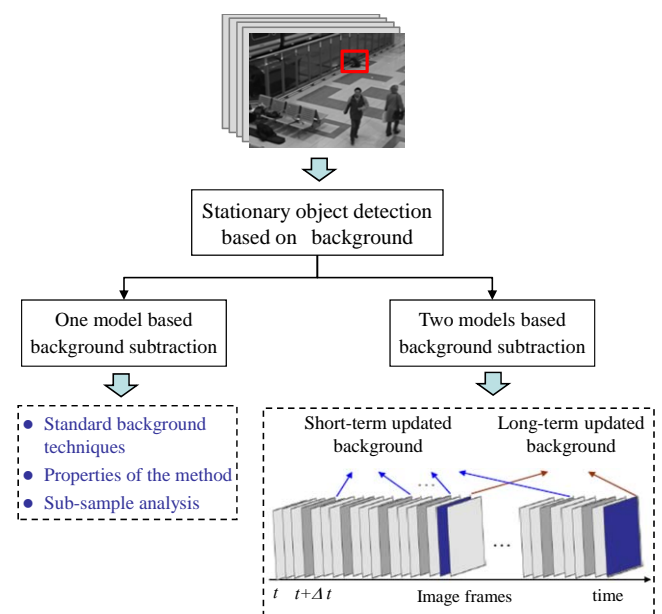 Stationary object detection
based on background
One model based
background subtraction
Two models based
background subtraction
● Standard background
techniques
● Properties of the method
● Sub-sample analysis
Short-term updated
background
Long-term updated
background
...
...
t t+Δt Image frames time